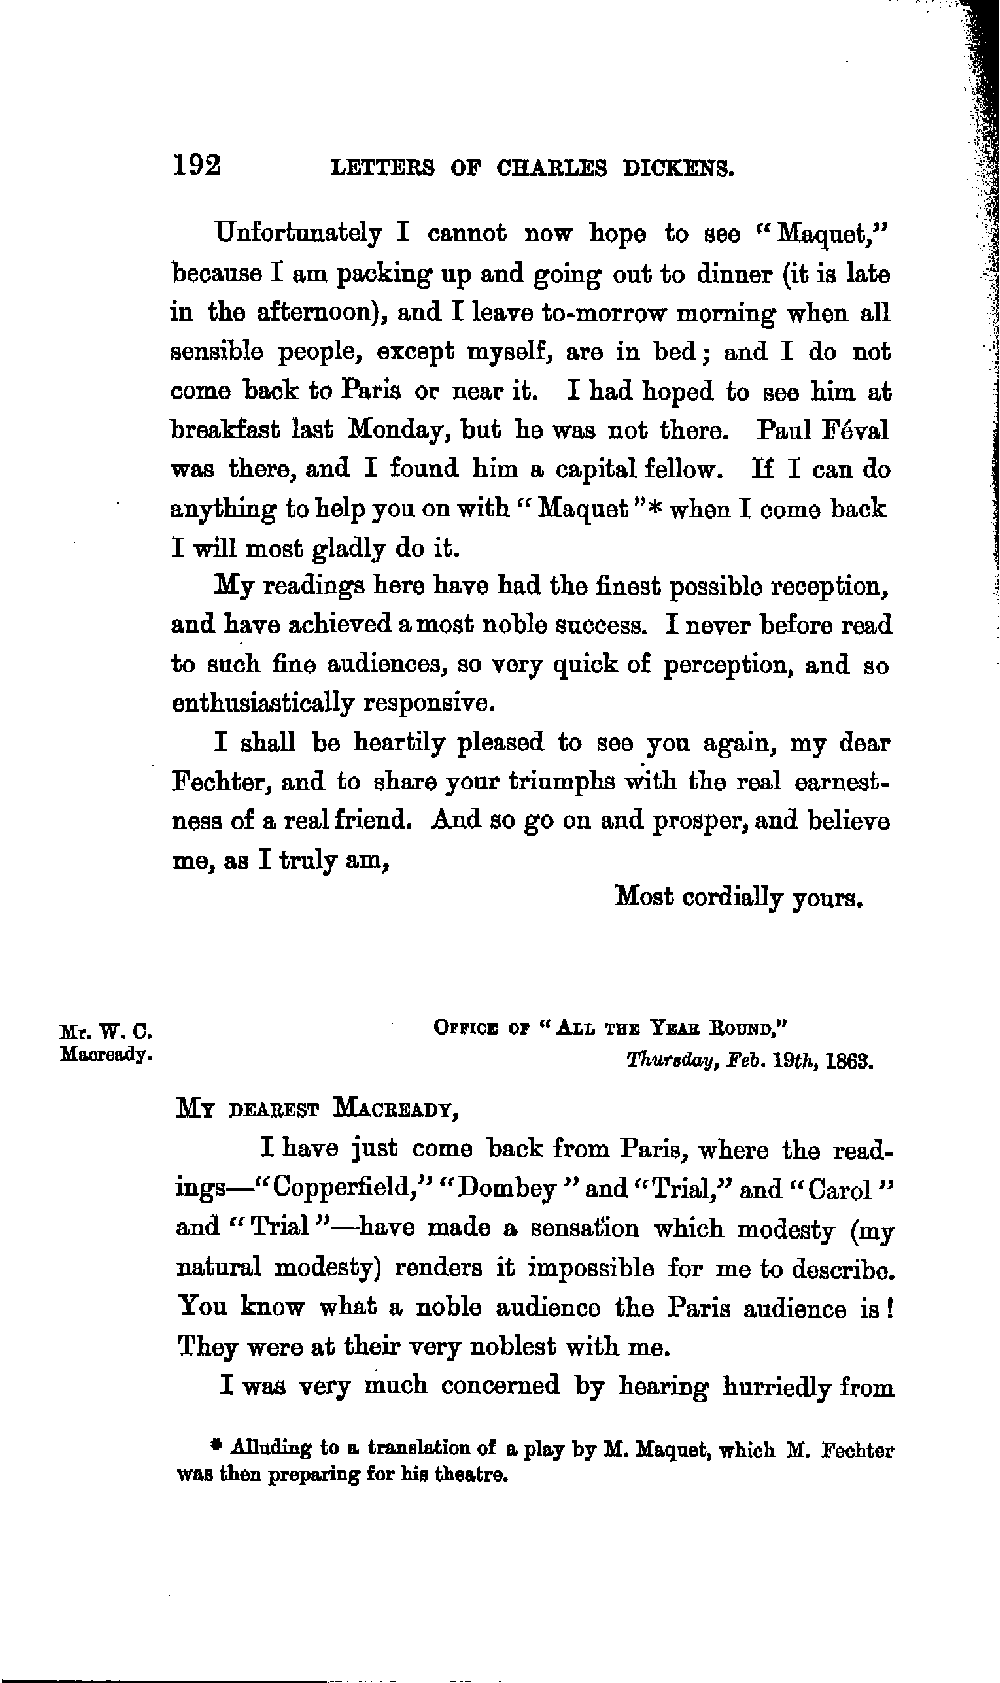 192 LETTERS OF CHARLES DICKENS.
Unfortunately I cannot now hope to see "Maquet,"
because I am packing up and going out to dinner (it is late
in the afternoon), and I leave to-morrow morning when all
sensible people, except myself, are in bed; and I do not
come back to Paris or near it. I had hoped to see him at
breakfast last Monday, but he was not there. Paul Féval
was there, and I found him a capital fellow. If I can do
anything to help you on with "Maquet"* when I come back
I will most gladly do it.
My readings here have had the finest possible reception,
and have achieved a most noble success. I never before read
to such fine audiences, so very quick of perception, and so
enthusiastically responsive.
I shall be heartily pleased to see you again, my dear
Fechter, and to share your triumphs with the real earnest-
ness of a real friend. And so go on and prosper, and believe
me, as I truly am,
Most cordially yours.
Mr. W. C.
Macready.
OFFICE OF "ALL THE YEAR ROUND,"
Thursday, Feb. 19th, 1863.
MY DEAREST MACREADY,
I have just come back from Paris, where the read-
ings—"Copperfield," "Dombey" and "Trial," and "Carol"
and "Trial"—have made a sensation which modesty (my
natural modesty) renders it impossible for me to describe.
You know what a noble audience the Paris audience is!
They were at their very noblest with me.
I was very much concerned by hearing hurriedly from
* Alluding to a translation of a play by M. Maquet, which M. Fechter
was then preparing for his theatre.